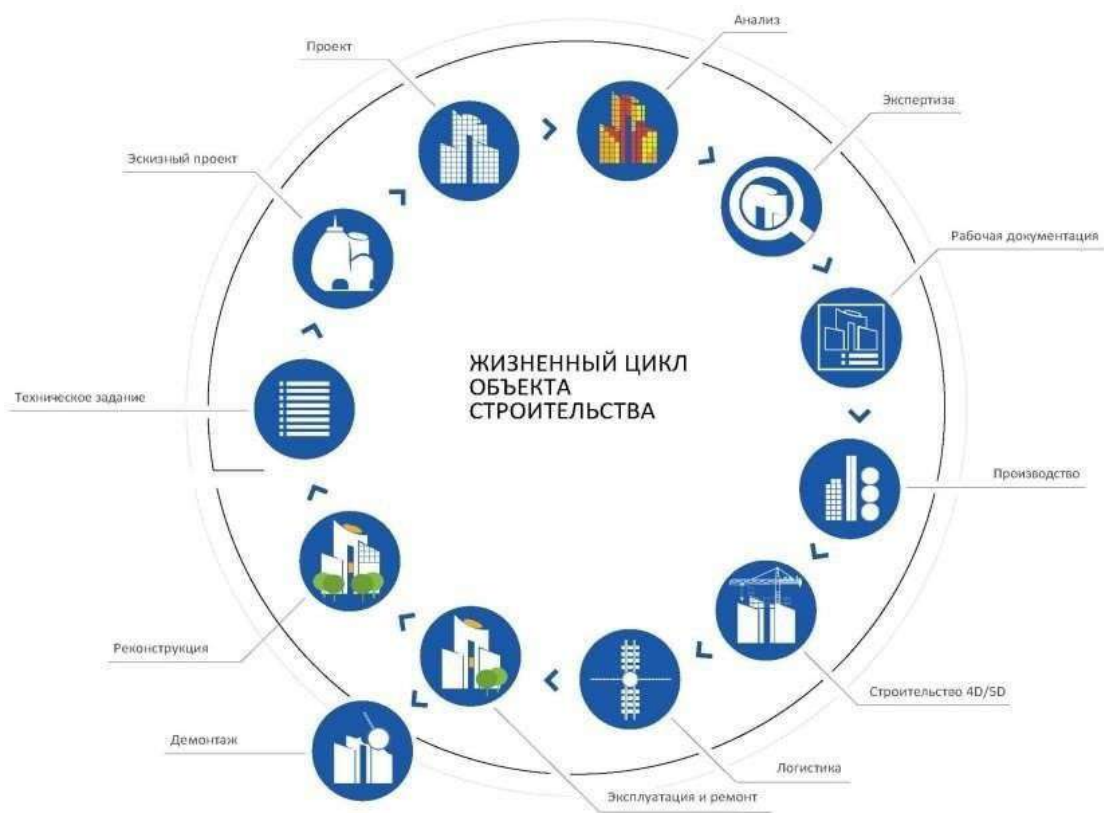 Анализ
Проект
Экспертиза
Эскизный проект
Рабочая документация
ЖИЗНЕННЫЙ ЦИКЛ
ОБЪЕКТА
СТРОИТЕЛЬСТВА
Техническое задание
Производство
Реконструкция
Строительство 4D/5D
Демонтаж
Логистика
Эксплуатация и ремонт